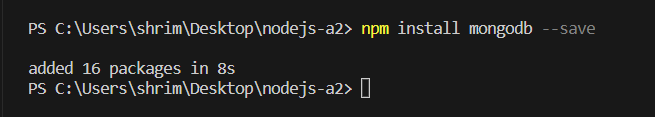 PS C:\Users\shrim\Desktop\nodejs-a2> npm install mongodb --save
added 16 packages in 8s
PS C:\Users\shrim\Desktop\nodejs-a2>